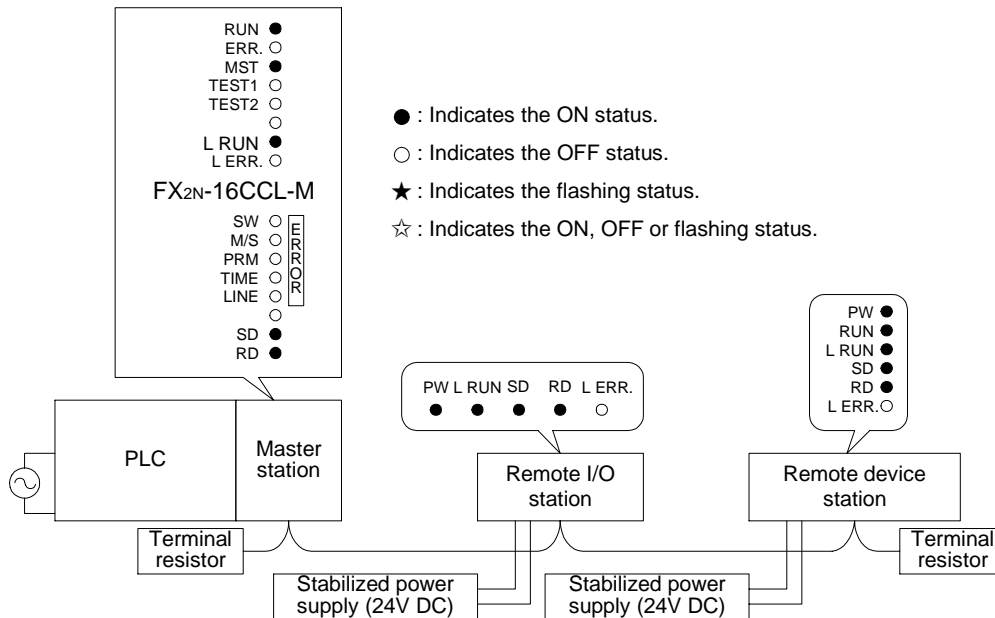 RUN
ERR.
MST
TEST1
TEST2
L RUN
L ERR.
FX2N-16CCL-M
SW
M/S
PRM
TIME
LINE
ERROR
SD
RD
● : Indicates the ON status.
○ : Indicates the OFF status.
★ : Indicates the flashing status.
☆ : Indicates the ON, OFF or flashing status.
PW L RUN SD RD L ERR.
PW
RUN
L RUN
SD
RD
L ERR.
PLC
Master
station
Remote I/O
station
Remote device
station
Terminal
resistor
Terminal
resistor
Stabilized power
supply (24V DC)
Stabilized power
supply (24V DC)